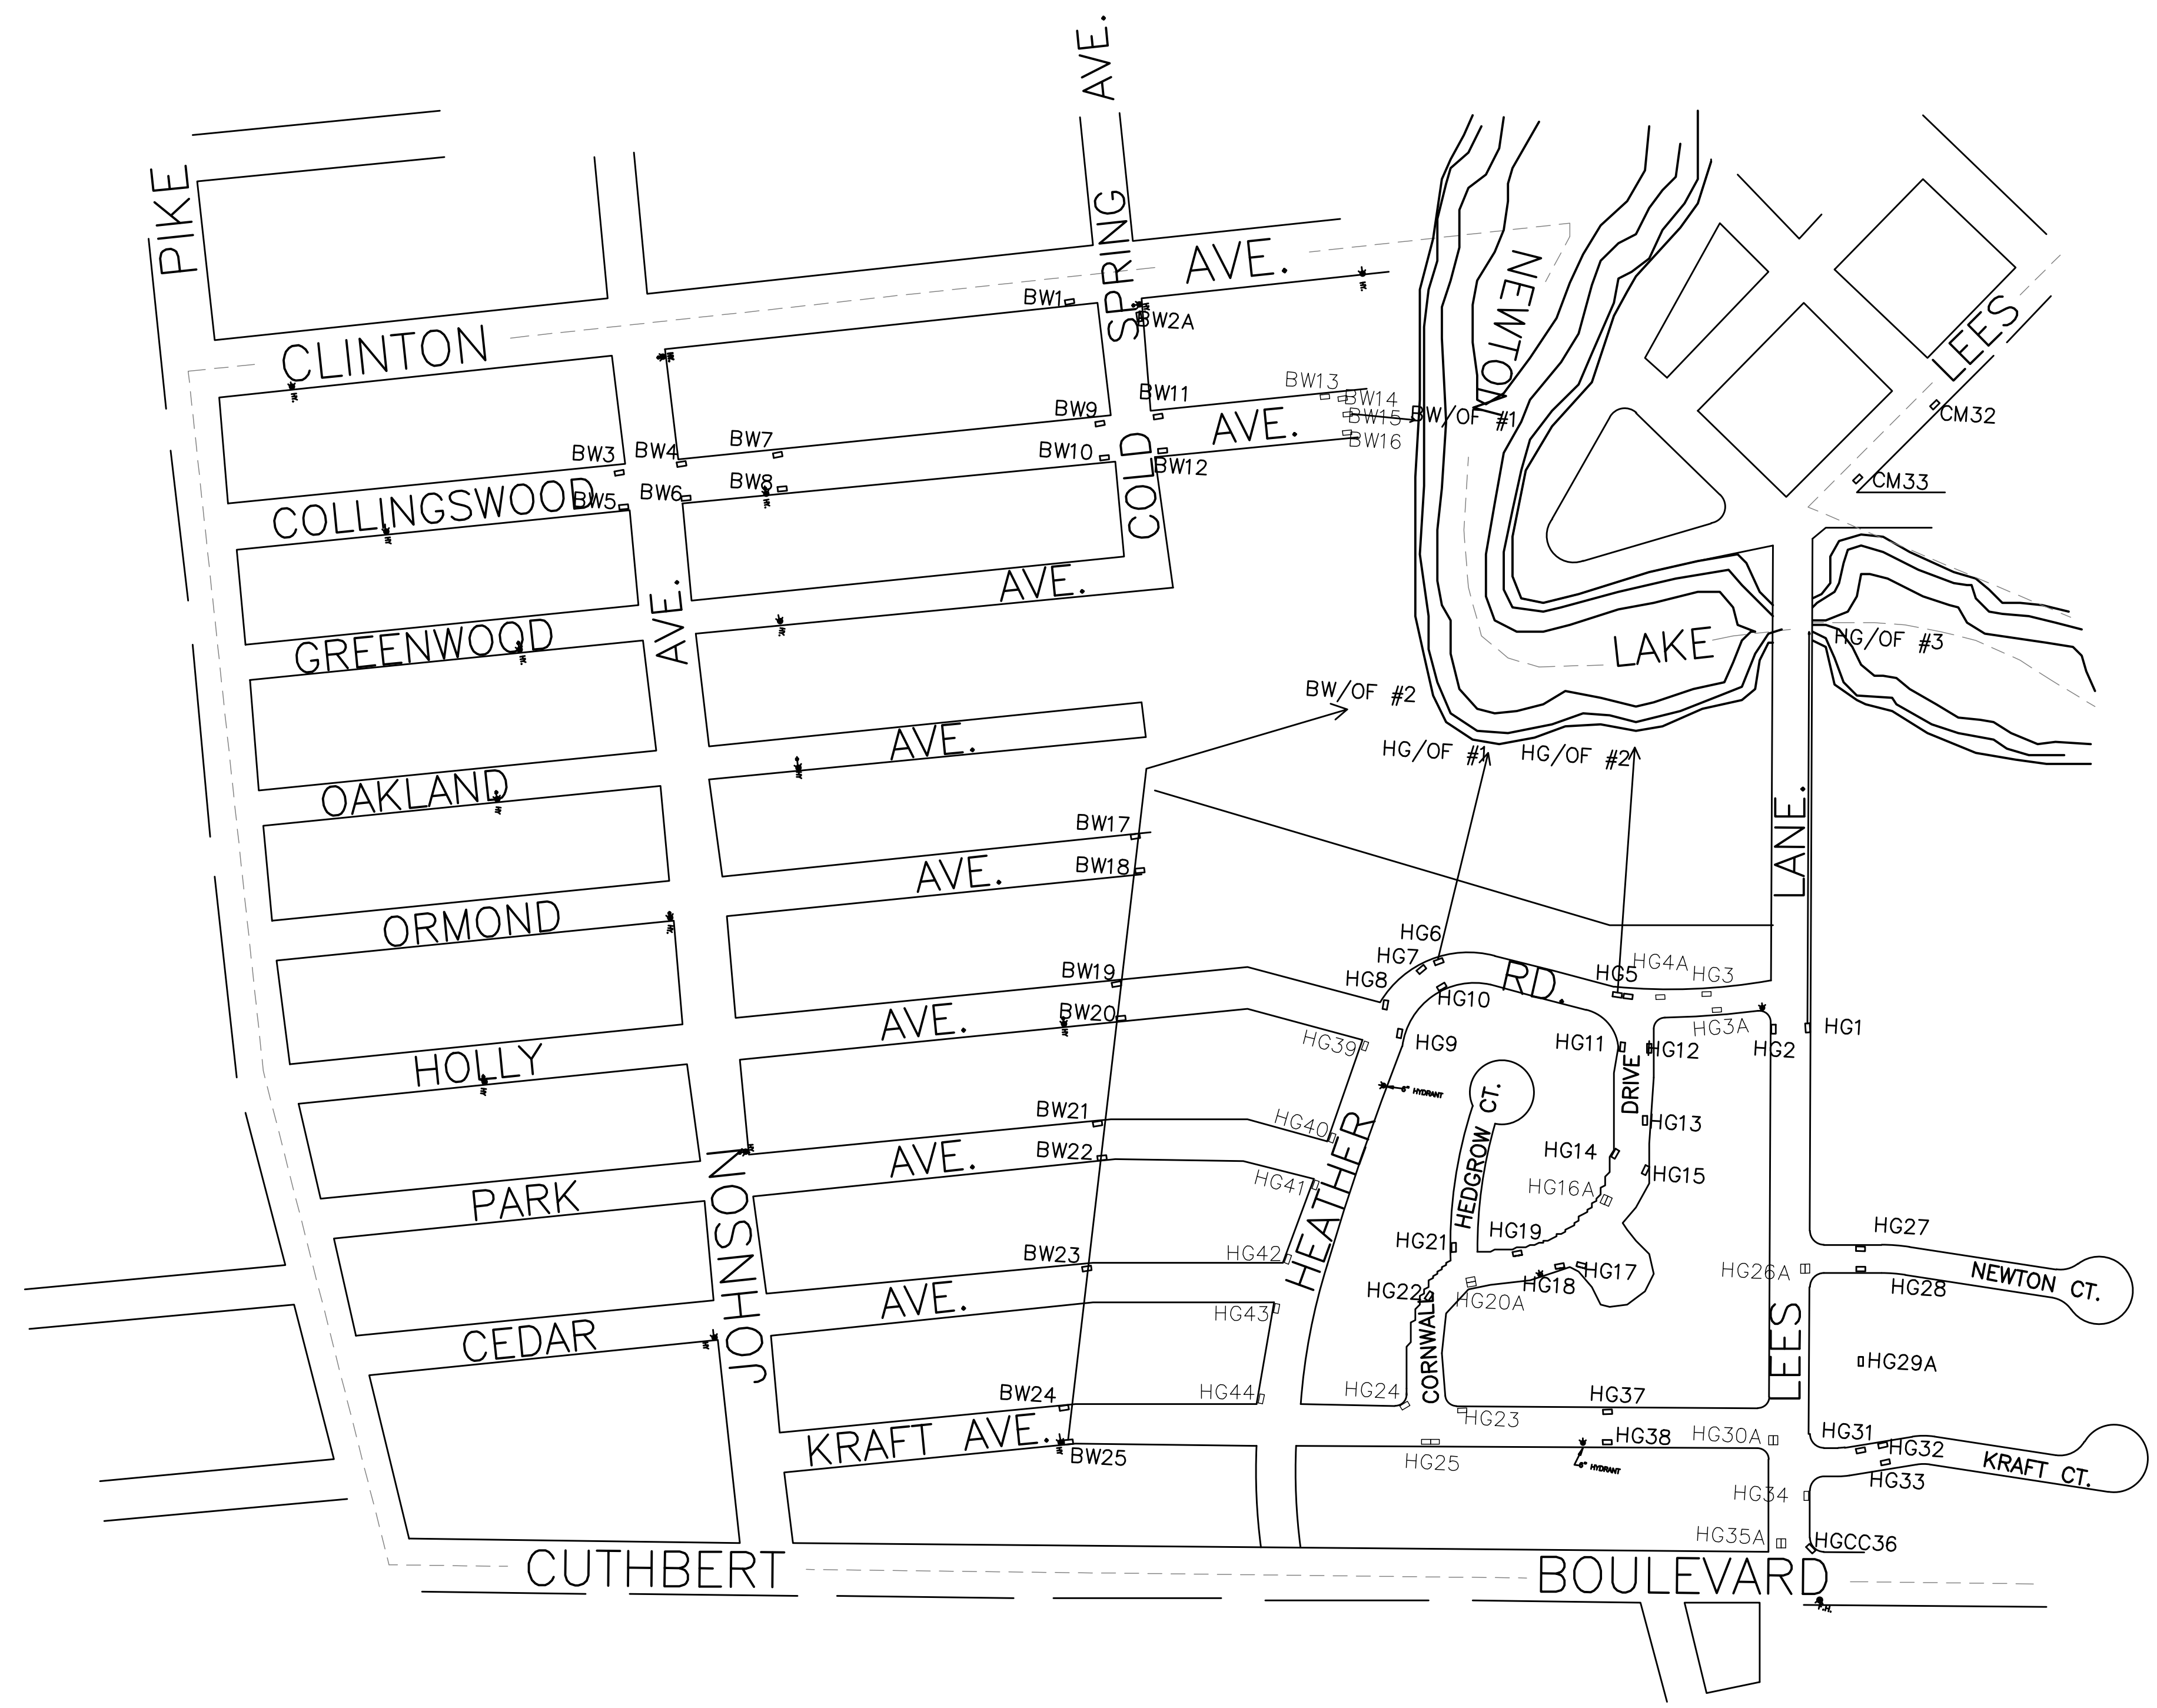 AVE.
PIKE
SPRING
AVE.
NEWTON
BW1
BW2A
CLINTON
LEES
BW13
BW14
BW11
BW9
BW15
BW/OF #1
CM32
AVE.
BW16
BW7
BW3
BW4
BW10
BW12
COLD
BW8
BW6
BW5
COLLINGSWOOD
CM33
AVE.
AVE.
GREENWOOD
LAKE
HG/OF #3
BW/OF #2
AVE.
HG/OF #1
HG/OF #2
OAKLAND
LANE.
BW17
BW18
AVE.
ORMOND
HG6
HG7
HG8
BW19
RD.
HG5
HG4A
HG3
HG10
BW20
AVE.
HG3A
HG1
HG39
HG9
HG11
HG12
HG2
HOLLY
DRIVE
6" HYDRANT
HEDGROW CT.
BW21
HG40
HG13
BW22
AVE.
HG14
HG15
HG41
HG16A
PARK
HEATHER
JOHNSON
HG27
HG19
HG21
BW23
HG42
HG26A
NEWTON CT.
HG17
HG18
HG28
HG22
HG20A
AVE.
HG43
CEDAR
CORNWALL
LEES
HG29A
BW24
HG44
HG24
HG37
HG23
HG31
KRAFT AVE.
HG38
HG30A
HG32
BW25
HG25
6" HYDRANT
KRAFT CT.
HG33
HG34
HG35A
HGCC36
CUTHBERT
BOULEVARD
F.H.